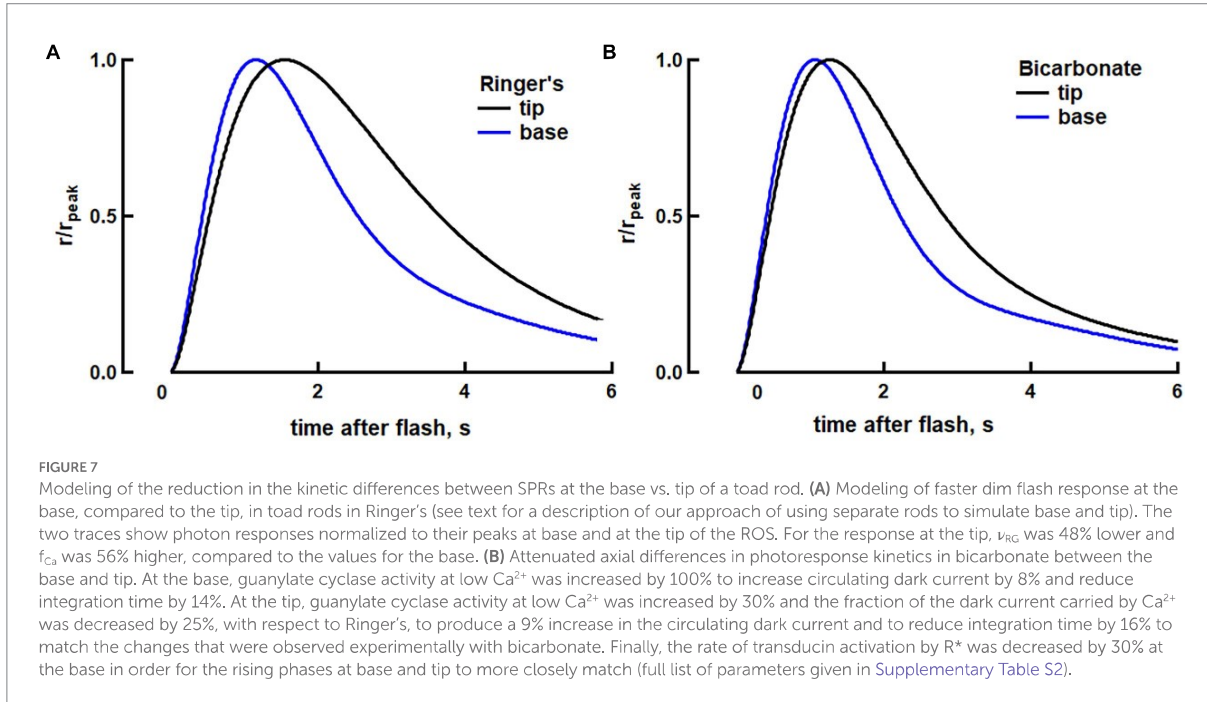 A
1.0
0.5
0.0
r/rpeak
0
2
4
6
time after flash, s
Ringer's
tip
base
B
1.0
0.5
0.0
r/rpeak
0
2
4
6
time after flash, s
Bicarbonate
tip
base
FIGURE 7
Modeling of the reduction in the kinetic differences between SPRs at the base vs. tip of a toad rod. (A) Modeling of faster dim flash response at the
base, compared to the tip, in toad rods in Ringer's (see text for a description of our approach of using separate rods to simulate base and tip). The
two traces show photon responses normalized to their peaks at base and at the tip of the ROS. For the response at the tip, νRG was 48% lower and
fCa was 56% higher, compared to the values for the base. (B) Attenuated axial differences in photoresponse kinetics in bicarbonate between the
base and tip. At the base, guanylate cyclase activity at low Ca²⁺ was increased by 100% to increase circulating dark current by 8% and reduce
integration time by 14%. At the tip, guanylate cyclase activity at low Ca²⁺ was increased by 30% and the fraction of the dark current carried by Ca²⁺
was decreased by 25%, with respect to Ringer's, to produce a 9% increase in the circulating dark current and to reduce integration time by 16% to
match the changes that were observed experimentally with bicarbonate. Finally, the rate of transducin activation by R* was decreased by 30% at
the base in order for the rising phases at base and tip to more closely match (full list of parameters given in Supplementary Table S2).